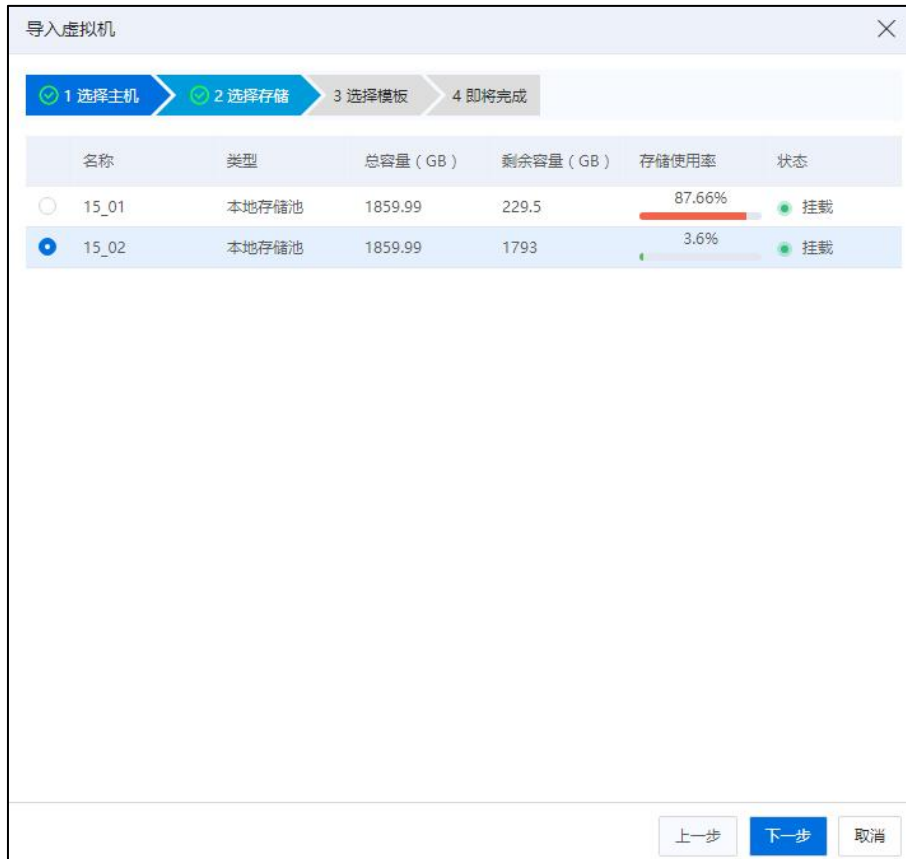 导入虚拟机
1 选择主机 2 选择存储 3 选择模板 4 即将完成
名称 类型 总容量（GB） 剩余容量（GB） 存储使用率 状态
15_01 本地存储池 1859.99 229.5 87.66% 挂载
15_02 本地存储池 1859.99 1793 3.6% 挂载
上一步 下一步 取消